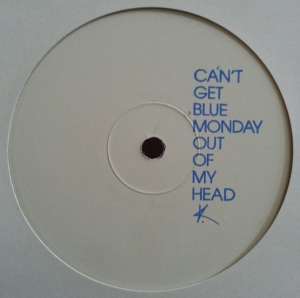 CAN'T
GET
BLUE
MONDAY
OUT
OF
MY
HEAD
K.